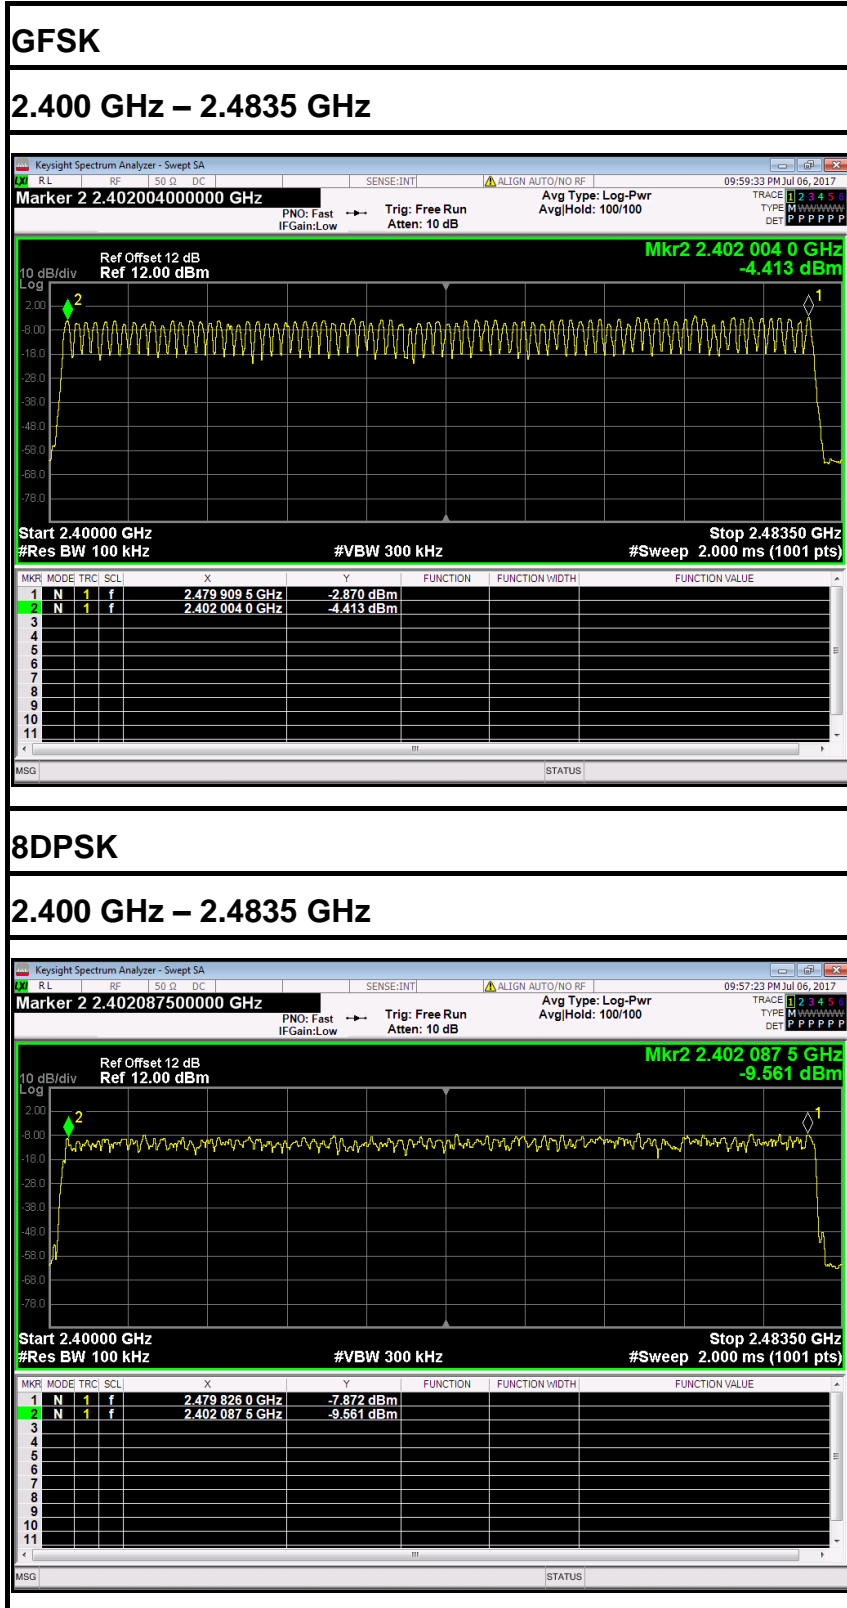 GFSK
2.400 GHz – 2.4835 GHz
Keysight Spectrum Analyzer - Swept SA
LXI RL RF 50 Ω DC SENSE:INT ALIGN AUTO/NO RF 09:59:33 PM Jul 06, 2017
Marker 2 2.402004000000 GHz
PNO: Fast
IFGain:Low
Trig: Free Run
Atten: 10 dB
Avg Type: Log-Pwr
Avg|Hold: 100/100
TRACE 1 2 3 4 5 6
TYPE M WWWWW
DET P P P P P P
Mkr2 2.402 004 0 GHz
-4.413 dBm
Ref Offset 12 dB
10 dB/div Ref 12.00 dBm
Log
2.00
-8.00
-18.0
-28.0
-38.0
-48.0
-58.0
-68.0
-78.0
2
1
Start 2.40000 GHz Stop 2.48350 GHz
#Res BW 100 kHz #VBW 300 kHz #Sweep 2.000 ms (1001 pts)
MKR MODE TRC SCL X Y FUNCTION FUNCTION WIDTH FUNCTION VALUE
1 N 1 f 2.479 909 5 GHz -2.870 dBm
2 N 1 f 2.402 004 0 GHz -4.413 dBm
3
4
5
6
7
8
9
10
11
MSG STATUS
8DPSK
2.400 GHz – 2.4835 GHz
Keysight Spectrum Analyzer - Swept SA
LXI RL RF 50 Ω DC SENSE:INT ALIGN AUTO/NO RF 09:57:23 PM Jul 06, 2017
Marker 2 2.402087500000 GHz
PNO: Fast
IFGain:Low
Trig: Free Run
Atten: 10 dB
Avg Type: Log-Pwr
Avg|Hold: 100/100
TRACE 1 2 3 4 5 6
TYPE M WWWWW
DET P P P P P P
Mkr2 2.402 087 5 GHz
-9.561 dBm
Ref Offset 12 dB
10 dB/div Ref 12.00 dBm
Log
2.00
-8.00
-18.0
-28.0
-38.0
-48.0
-58.0
-68.0
-78.0
2
1
Start 2.40000 GHz Stop 2.48350 GHz
#Res BW 100 kHz #VBW 300 kHz #Sweep 2.000 ms (1001 pts)
MKR MODE TRC SCL X Y FUNCTION FUNCTION WIDTH FUNCTION VALUE
1 N 1 f 2.479 826 0 GHz -7.872 dBm
2 N 1 f 2.402 087 5 GHz -9.561 dBm
3
4
5
6
7
8
9
10
11
MSG STATUS